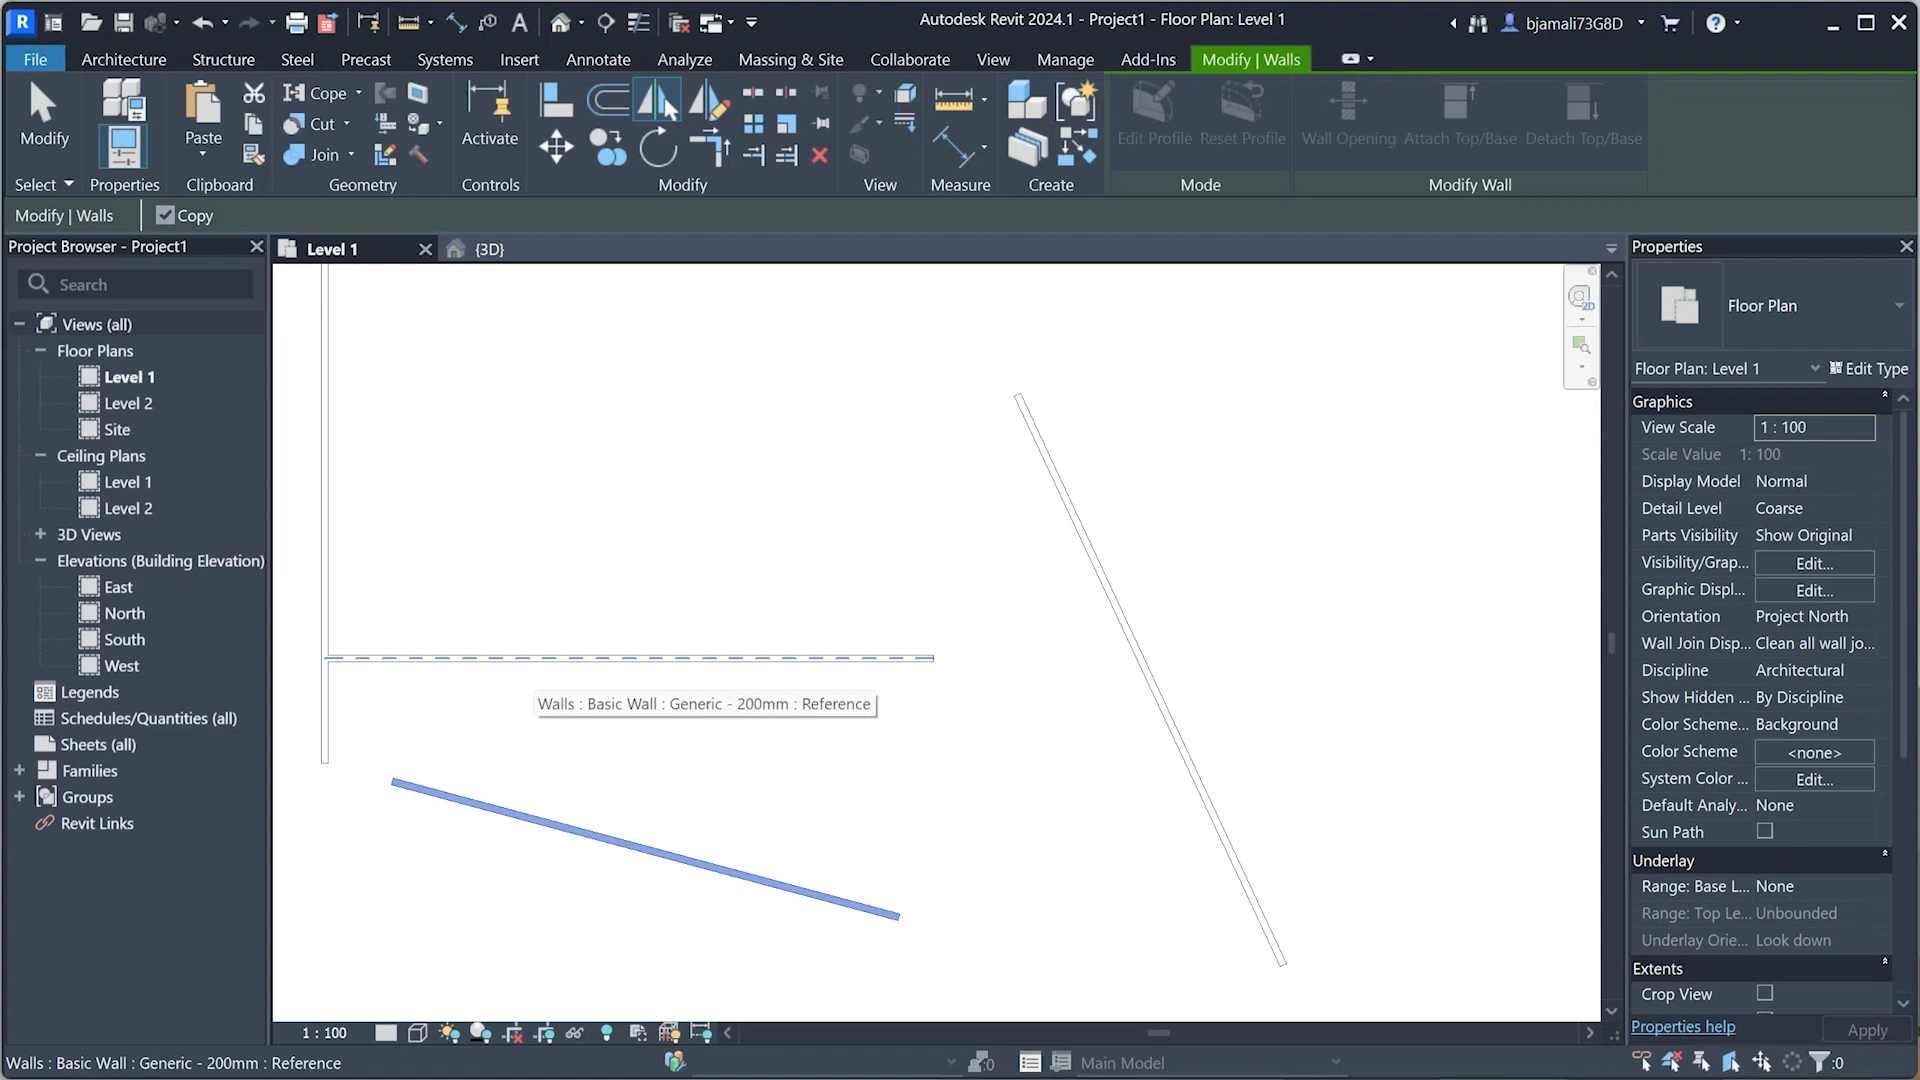 R
Autodesk Revit 2024.1 - Project1 - Floor Plan: Level 1
bjamali73G8D
File Architecture Structure Steel Precast Systems Insert Annotate Analyze Massing & Site Collaborate View Manage Add-Ins Modify | Walls
Modify
Paste
Cope
Cut
Join
Activate
Edit Profile Reset Profile
Wall Opening Attach Top/Base Detach Top/Base
Select Properties Clipboard Geometry Controls Modify View Measure Create Mode Modify Wall
Modify | Walls Copy
Project Browser - Project1
Search
Views (all)
Floor Plans
Level 1
Level 2
Site
Ceiling Plans
Level 1
Level 2
3D Views
Elevations (Building Elevation)
East
North
South
West
Legends
Schedules/Quantities (all)
Sheets (all)
Families
Groups
Revit Links
Level 1
{3D}
2D
Walls : Basic Wall : Generic - 200mm : Reference
Properties
Floor Plan
Floor Plan: Level 1 Edit Type
Graphics
View Scale 1 : 100
Scale Value 1: 100
Display Model Normal
Detail Level Coarse
Parts Visibility Show Original
Visibility/Grap... Edit...
Graphic Displ... Edit...
Orientation Project North
Wall Join Disp... Clean all wall jo...
Discipline Architectural
Show Hidden ... By Discipline
Color Scheme... Background
Color Scheme <none>
System Color ... Edit...
Default Analy... None
Sun Path
Underlay
Range: Base L... None
Range: Top Le... Unbounded
Underlay Orie... Look down
Extents
Crop View
Properties help Apply
1 : 100
Walls : Basic Wall : Generic - 200mm : Reference
:0
Main Model
:0